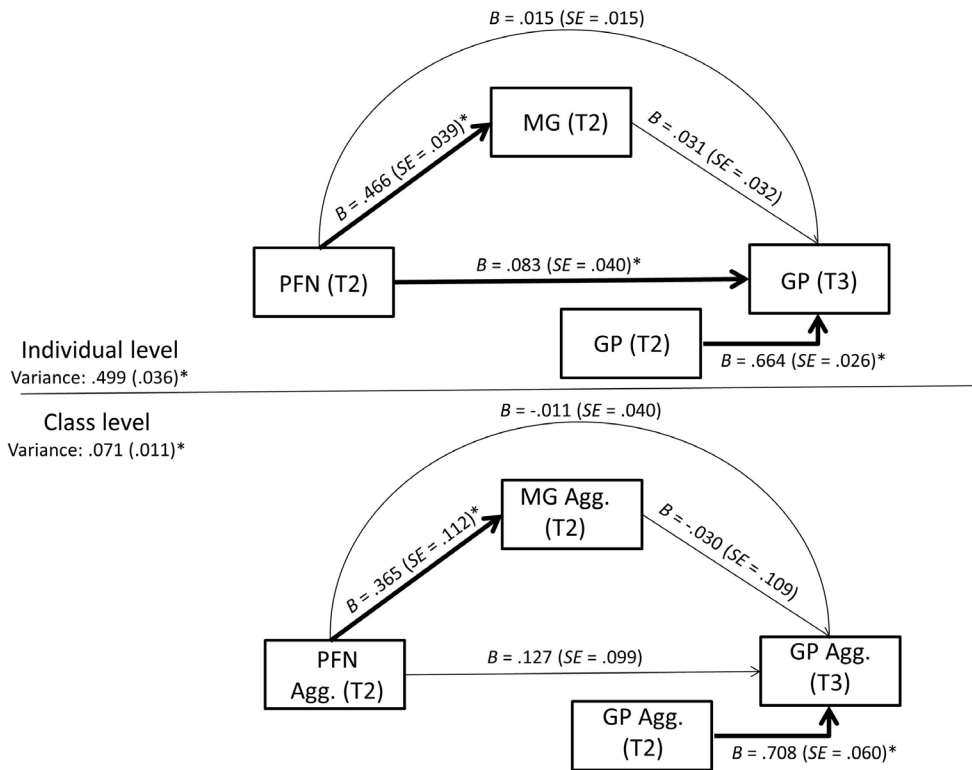 B = .015 (SE = .015)
MG (T2)
B = .466 (SE = .039)*
B = .031 (SE = .032)
PFN (T2)
B = .083 (SE = .040)*
GP (T3)
GP (T2)
B = .664 (SE = .026)*
Individual level
Variance: .499 (.036)*
Class level
Variance: .071 (.011)*
B = -.011 (SE = .040)
MG Agg.
(T2)
B = .365 (SE = .112)*
B = -.030 (SE = .109)
PFN
Agg. (T2)
B = .127 (SE = .099)
GP Agg.
(T3)
GP Agg.
(T2)
B = .708 (SE = .060)*